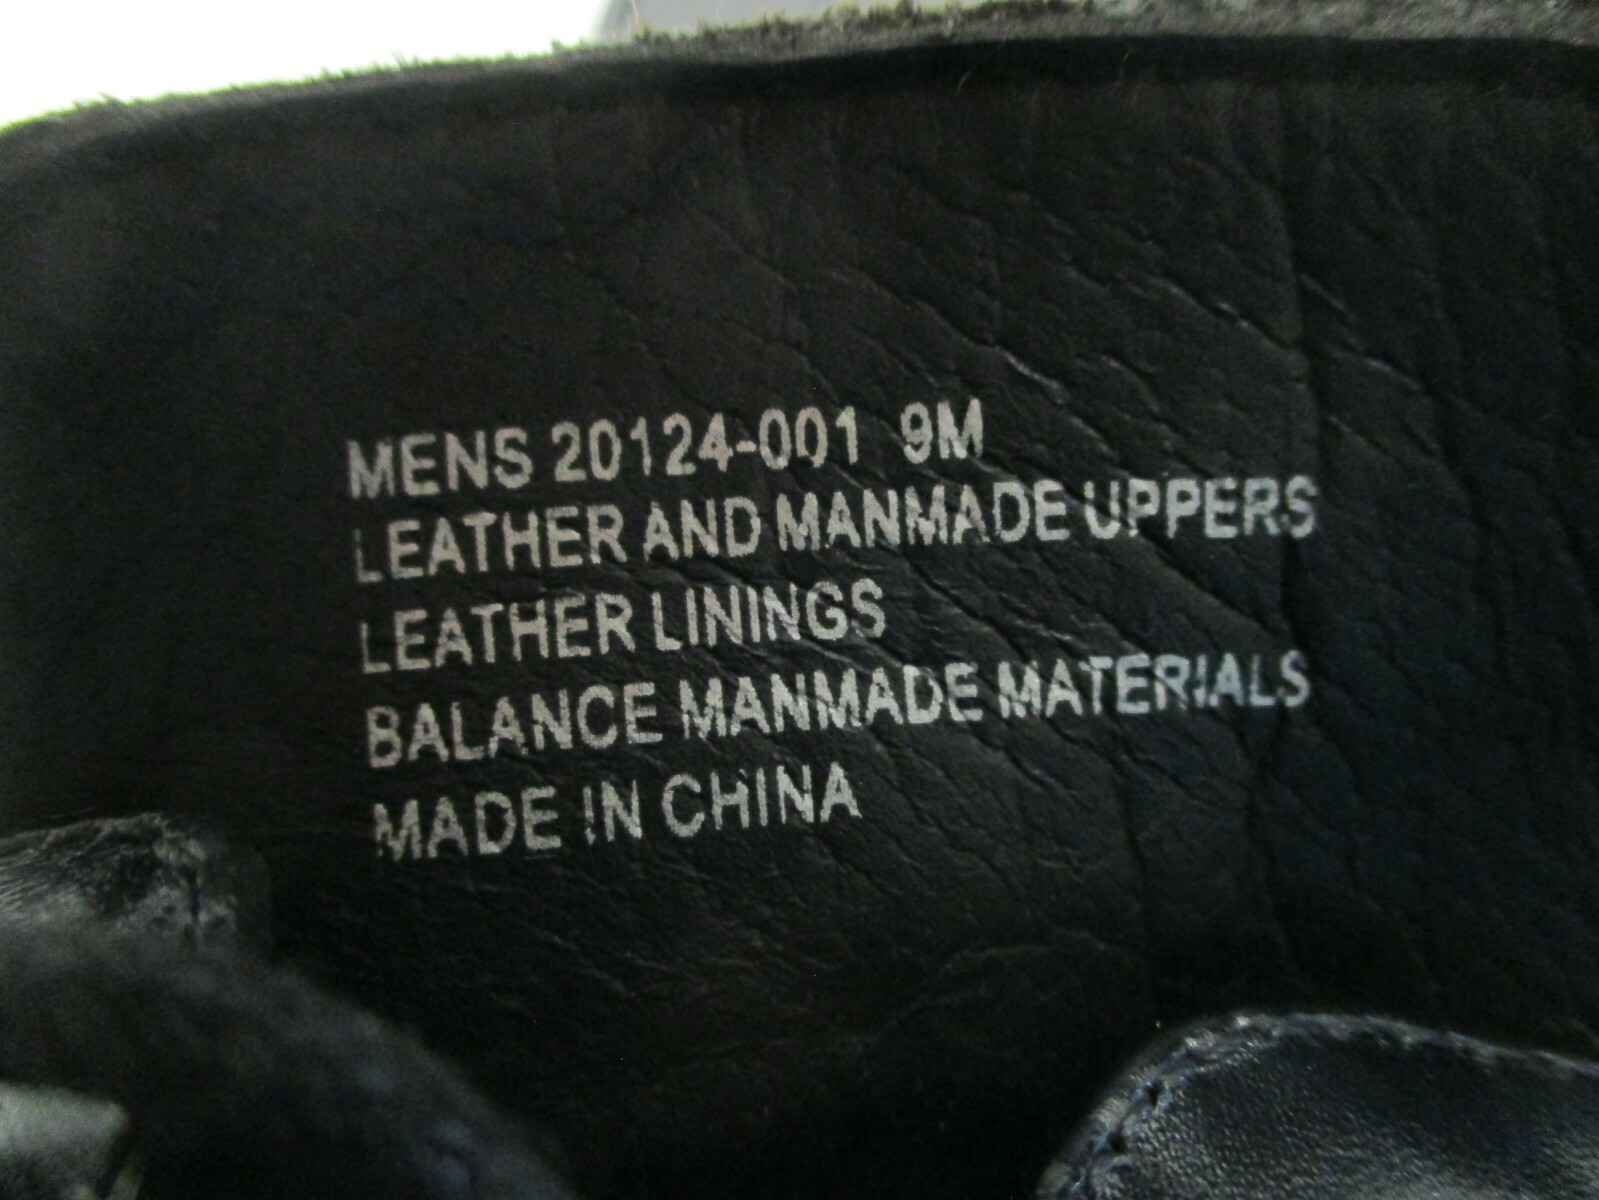 MENS 20124-001 9M
LEATHER AND MANMADE UPPERS
LEATHER LININGS
BALANCE MANMADE MATERIALS
MADE IN CHINA